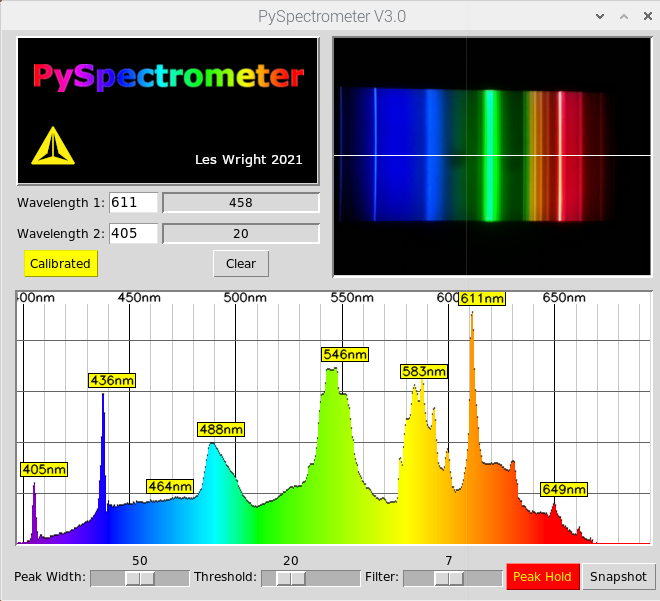 PySpectrometer V3.0
PySpectrometer
Les Wright 2021
Wavelength 1: 611 458
Wavelength 2: 405 20
Calibrated Clear
400nm 450nm 500nm 550nm 600 611nm 650nm
546nm
583nm
436nm
488nm
405nm
464nm
649nm
50 20 7
Peak Width: Threshold: Filter: Peak Hold Snapshot